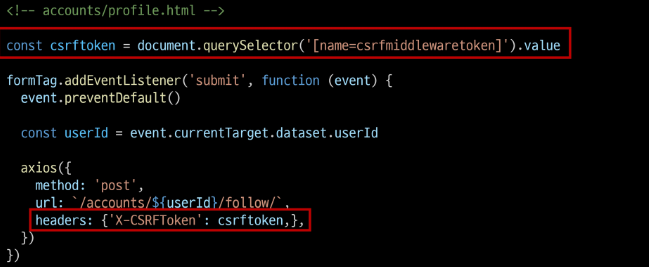 <!-- accounts/profile.html -->
const csrftoken = document.querySelector('[name=csrfmiddlewaretoken]').value
formTag.addEventListener('submit', function (event) {
event.preventDefault()
const userId = event.currentTarget.dataset.userId
axios({
method: 'post',
url: `/accounts/${userId}/follow/`,
headers: {'X-CSRFToken': csrftoken,},
})
})